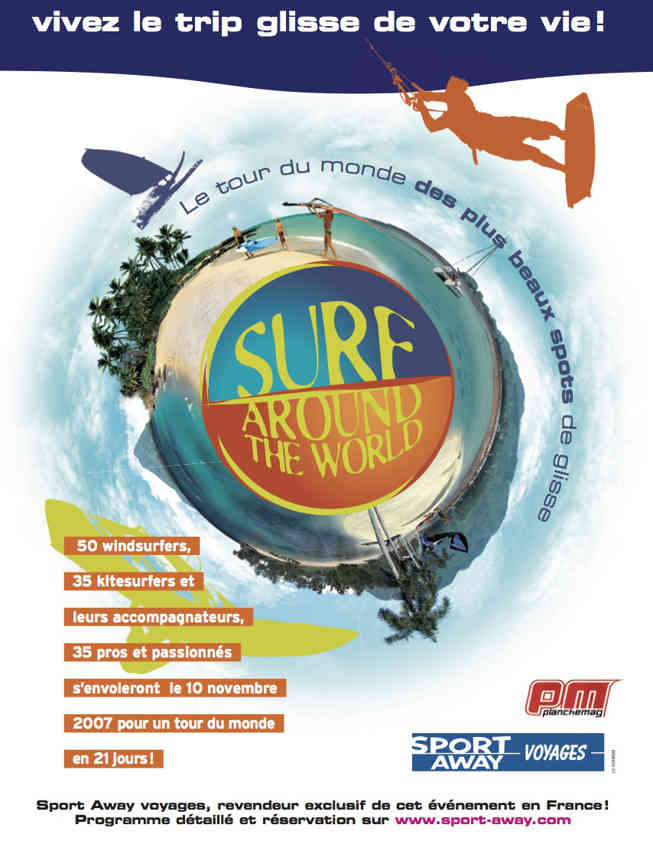 vivez le trip glisse de votre vie!
Le tour du monde des plus beaux spots de glisse
SURF
AROUND
THE WORLD
50 windsurfers,
35 kitesurfers et
leurs accompagnateurs,
35 pros et passionnés
s'envoleront le 10 novembre
2007 pour un tour du monde
en 21 jours!
PM
planchemag
SPORT
AWAY
VOYAGES
Sport Away voyages, revendeur exclusif de cet événement en France!
Programme détaillé et réservation sur www.sport-away.com